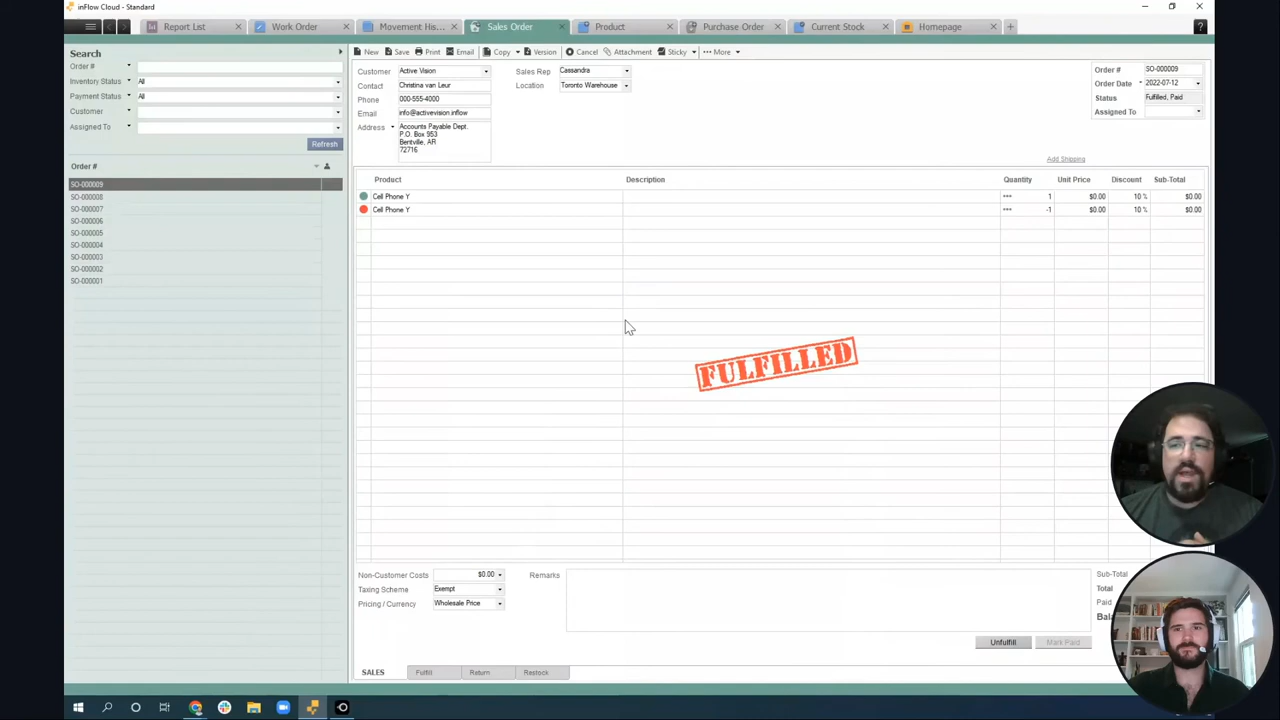 inFlow Cloud - Standard
Report List
Work Order
Movement His...
Sales Order
Product
Purchase Order
Current Stock
Homepage
Search
Order #
Inventory Status All
Payment Status All
Customer
Assigned To
Refresh
Order #
SO-000009
SO-000008
SO-000007
SO-000006
SO-000005
SO-000004
SO-000003
SO-000002
SO-000001
New Save Print Email Copy Version Cancel Attachment Sticky More
Customer Active Vision
Contact Christina van Leur
Phone 000-555-4000
Email info@activevision.inflow
Address Accounts Payable Dept.
P.O. Box 953
Bentville, AR
72716
Sales Rep Cassandra
Location Toronto Warehouse
Order # SO-000009
Order Date 2022-07-12
Status Fulfilled, Paid
Assigned To
Add Shipping
Product Description Quantity Unit Price Discount Sub-Total
Cell Phone Y 1 $0.00 10 % $0.00
Cell Phone Y -1 $0.00 10 % $0.00
FULFILLED
Non-Customer Costs $0.00
Taxing Scheme Exempt
Pricing / Currency Wholesale Price
Remarks
Sub-Total
Total
Paid
Unfulfill Mark Paid
SALES Fulfill Return Restock